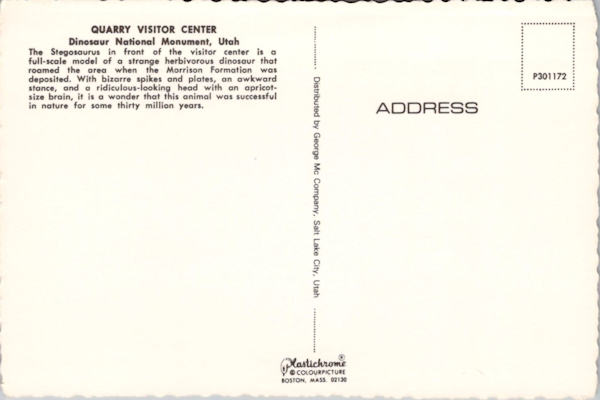 QUARRY VISITOR CENTER
Dinosaur National Monument, Utah
The Stegosaurus in front of the visitor center is a
full-scale model of a strange herbivorous dinosaur that
roamed the area when the Morrison Formation was
deposited. With bizarre spikes and plates, an awkward
stance, and a ridiculous-looking head with an apricot-
size brain, it is a wonder that this animal was successful
in nature for some thirty million years.
Distributed by George Mc Company, Salt Lake City, Utah
P301172
ADDRESS
Plastichrome®
© COLOURPICTURE
BOSTON, MASS. 02130